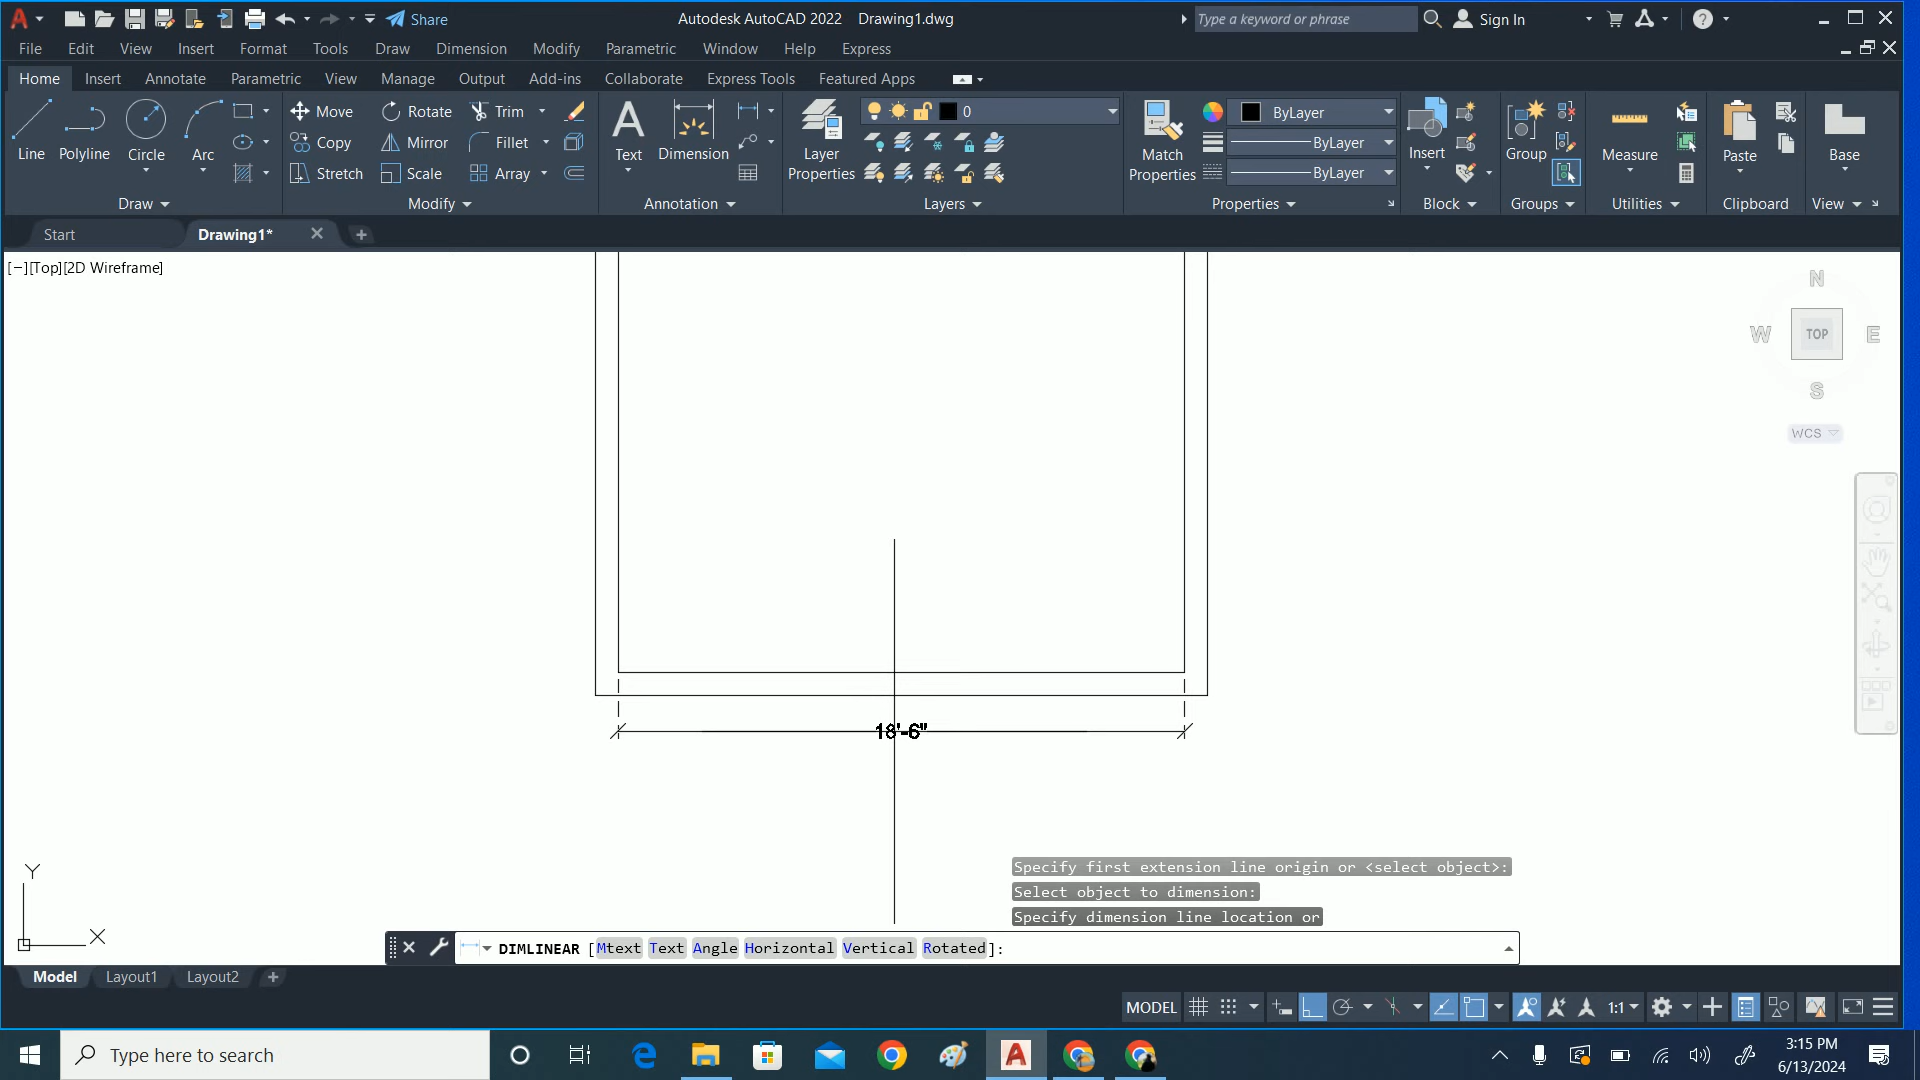 Share
Autodesk AutoCAD 2022 Drawing1.dwg
Type a keyword or phrase
Sign In
File Edit View Insert Format Tools Draw Dimension Modify Parametric Window Help Express
Home Insert Annotate Parametric View Manage Output Add-ins Collaborate Express Tools Featured Apps
Line Polyline Circle Arc
Move Rotate Trim
Copy Mirror Fillet
Stretch Scale Array
Text Dimension
Layer Properties
0
Match Properties
ByLayer
ByLayer
ByLayer
Insert
Group
Measure
Paste
Base
Draw Modify Annotation Layers Properties Block Groups Utilities Clipboard View
Start Drawing1*
[−][Top][2D Wireframe]
N
W TOP E
S
WCS
18'-6"
Y
X
Specify first extension line origin or <select object>:
Select object to dimension:
Specify dimension line location or
DIMLINEAR [Mtext Text Angle Horizontal Vertical Rotated]:
Model Layout1 Layout2
MODEL 1:1
Type here to search
3:15 PM
6/13/2024